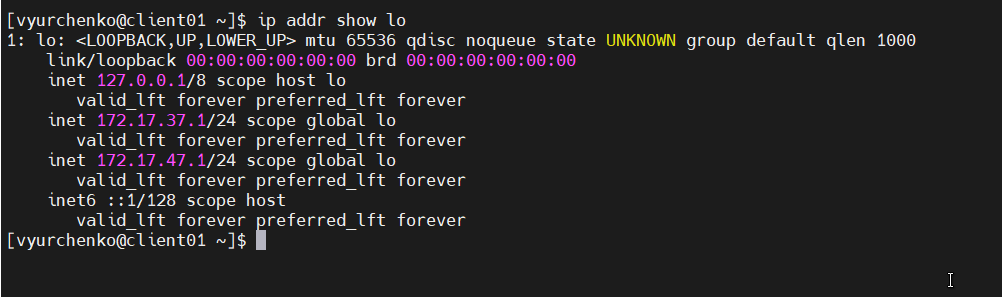 [vyurchenko@client01 ~]$ ip addr show lo
1: lo: <LOOPBACK,UP,LOWER_UP> mtu 65536 qdisc noqueue state UNKNOWN group default qlen 1000
    link/loopback 00:00:00:00:00:00 brd 00:00:00:00:00:00
    inet 127.0.0.1/8 scope host lo
       valid_lft forever preferred_lft forever
    inet 172.17.37.1/24 scope global lo
       valid_lft forever preferred_lft forever
    inet 172.17.47.1/24 scope global lo
       valid_lft forever preferred_lft forever
    inet6 ::1/128 scope host
       valid_lft forever preferred_lft forever
[vyurchenko@client01 ~]$